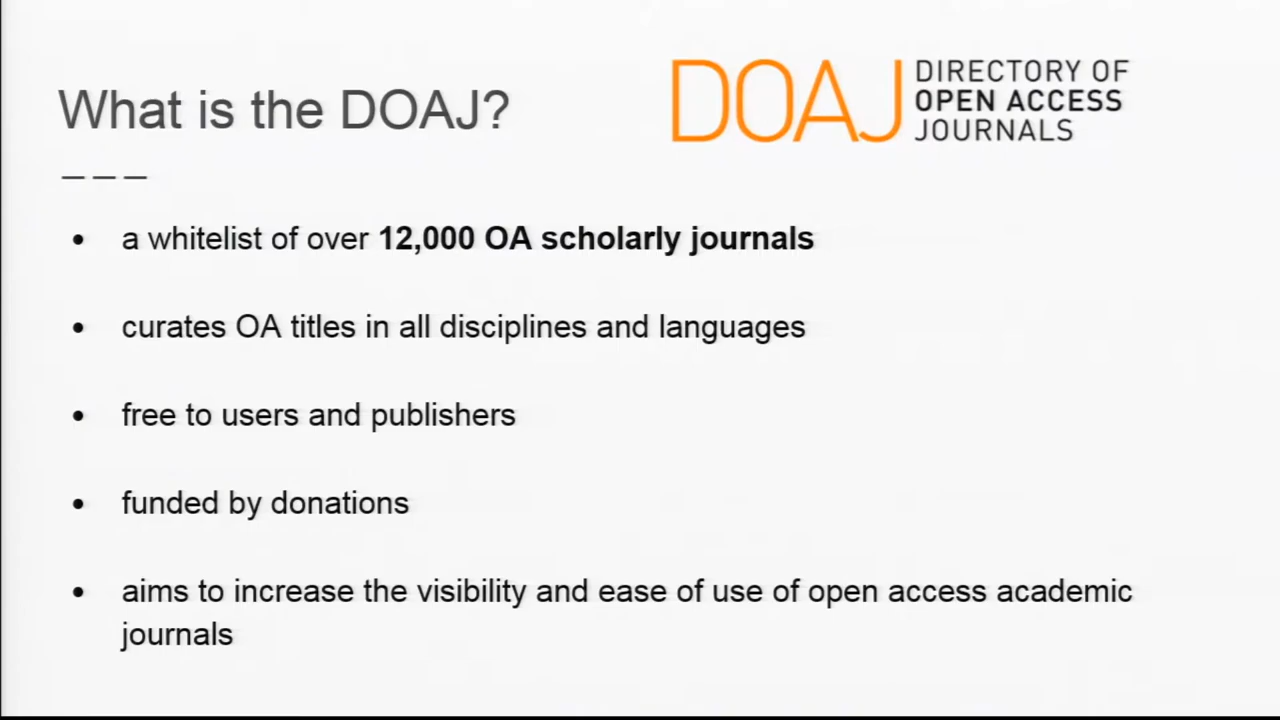 What is the DOAJ?
DOAJ
DIRECTORY OF
OPEN ACCESS
JOURNALS
• a whitelist of over 12,000 OA scholarly journals
• curates OA titles in all disciplines and languages
• free to users and publishers
• funded by donations
• aims to increase the visibility and ease of use of open access academic
journals